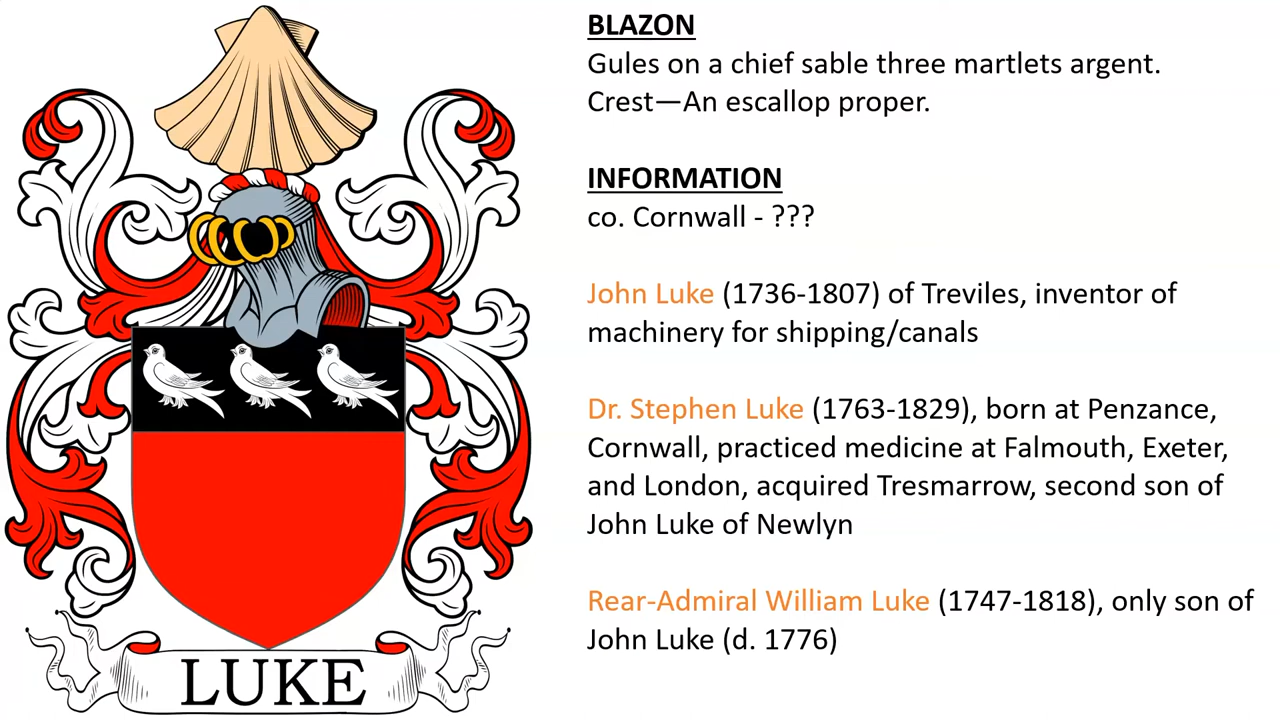 BLAZON
Gules on a chief sable three martlets argent.
Crest—An escallop proper.
INFORMATION
co. Cornwall - ???
John Luke (1736-1807) of Treviles, inventor of
machinery for shipping/canals
Dr. Stephen Luke (1763-1829), born at Penzance,
Cornwall, practiced medicine at Falmouth, Exeter,
and London, acquired Tresmarrow, second son of
John Luke of Newlyn
Rear-Admiral William Luke (1747-1818), only son of
John Luke (d. 1776)
LUKE